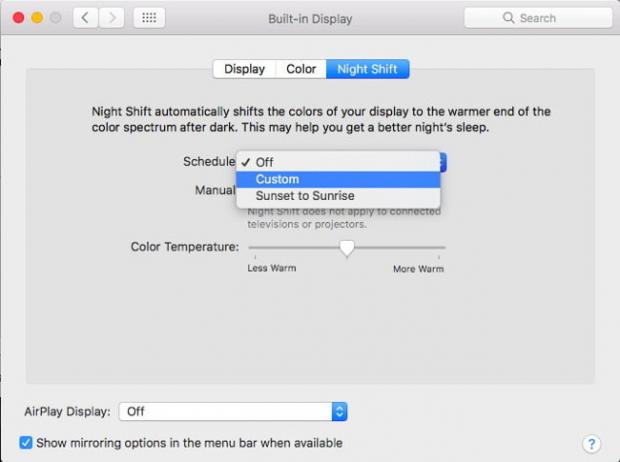 Built-in Display
Search
Display Color Night Shift
Night Shift automatically shifts the colors of your display to the warmer end of the
color spectrum after dark. This may help you get a better night's sleep.
Schedule ✓ Off
Custom
Manual
Sunset to Sunrise
Night Shift does not apply to connected
televisions or projectors.
Color Temperature:
Less Warm More Warm
AirPlay Display: Off
Show mirroring options in the menu bar when available
?